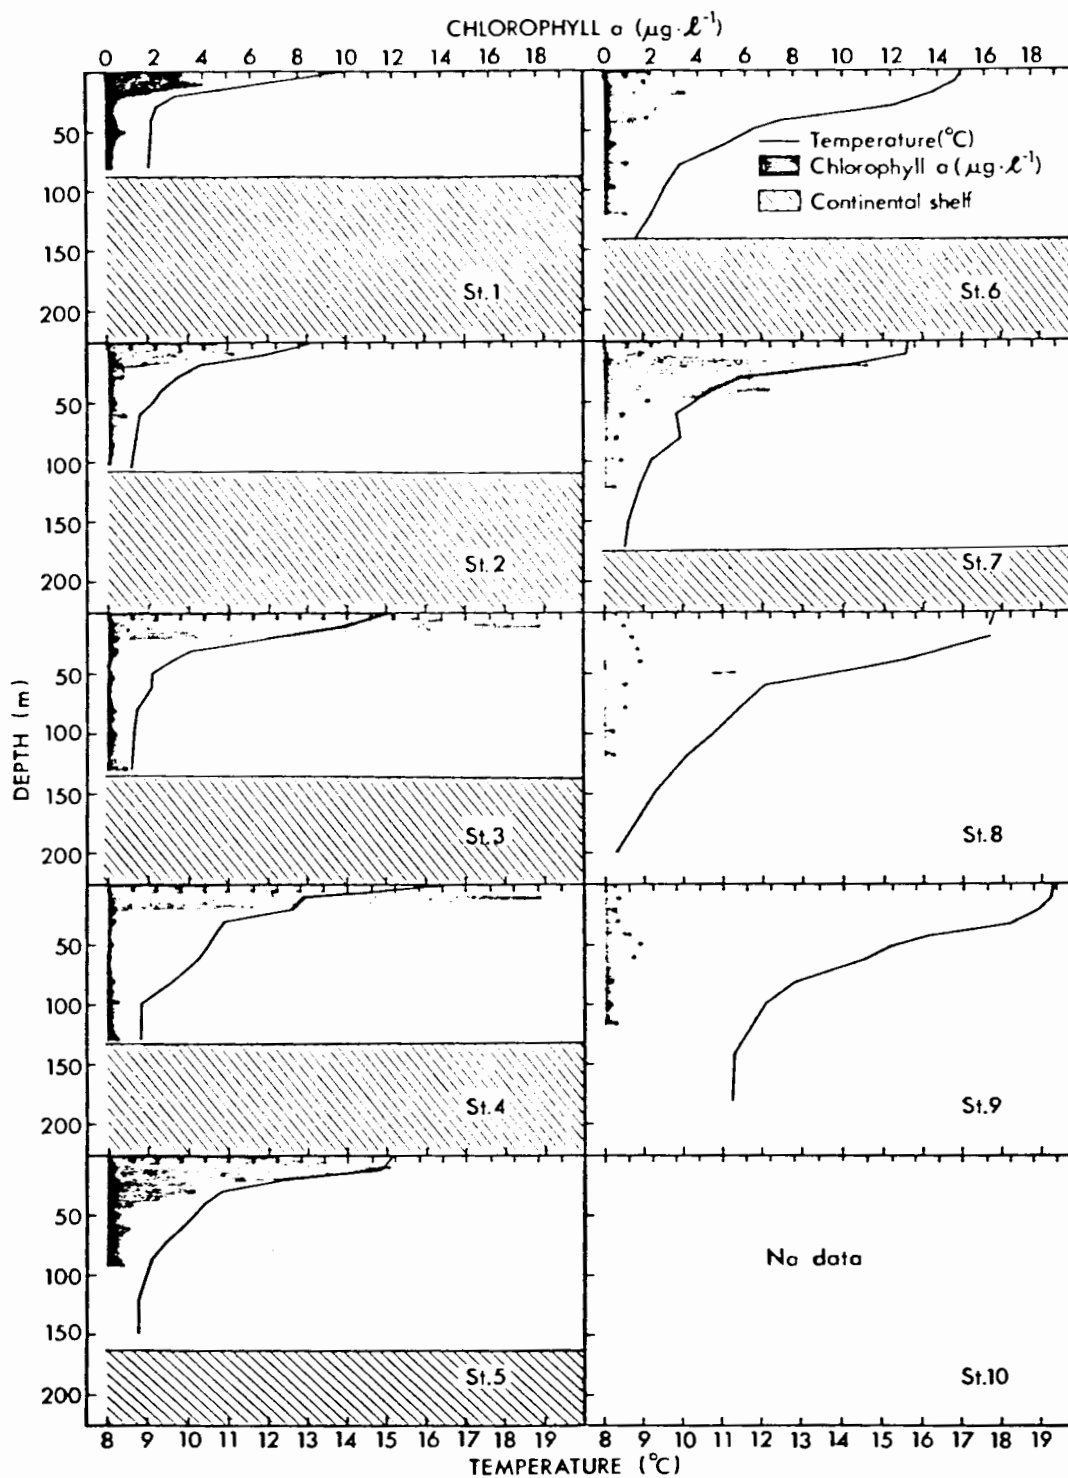 CHLOROPHYLL a (μg·ℓ⁻¹)
0 2 4 6 8 10 12 14 16 18
0 2 4 6 8 10 12 14 16 18
50
100
150
200
St.1
Temperature(°C)
Chlorophyll a (μg·ℓ⁻¹)
Continental shelf
St.6
50
100
150
200
St.2
St.7
DEPTH (m)
50
100
150
200
St.3
St.8
50
100
150
200
St.4
St.9
50
100
150
200
St.5
No data
St.10
8 9 10 11 12 13 14 15 16 17 18 19
8 9 10 11 12 13 14 15 16 17 18 19
TEMPERATURE (°C)